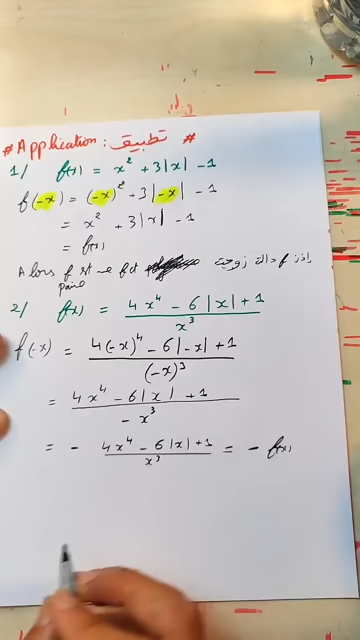 # Application : تطبيق #
1/ f(x) = x² + 3|x| - 1
f(-x) = (-x)² + 3|-x| - 1
= x² + 3|x| - 1
= f(x)
Alors f est une fct paire إذن f دالة زوجية
2/ f(x) = (4x⁴ - 6|x| + 1) / x³
f(-x) = (4(-x)⁴ - 6|-x| + 1) / (-x)³
= (4x⁴ - 6|x| + 1) / -x³
= - (4x⁴ - 6|x| + 1) / x³ = - f(x)